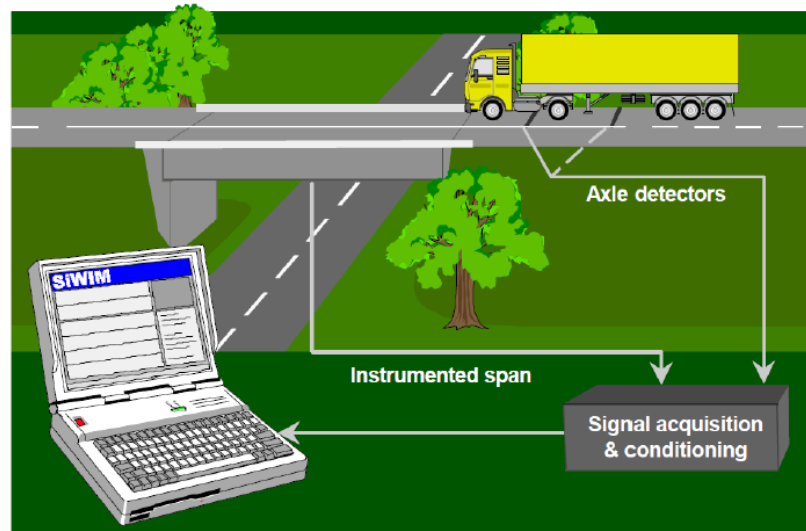 Axle detectors
SiWIM
Instrumented span
Signal acquisition
& conditioning